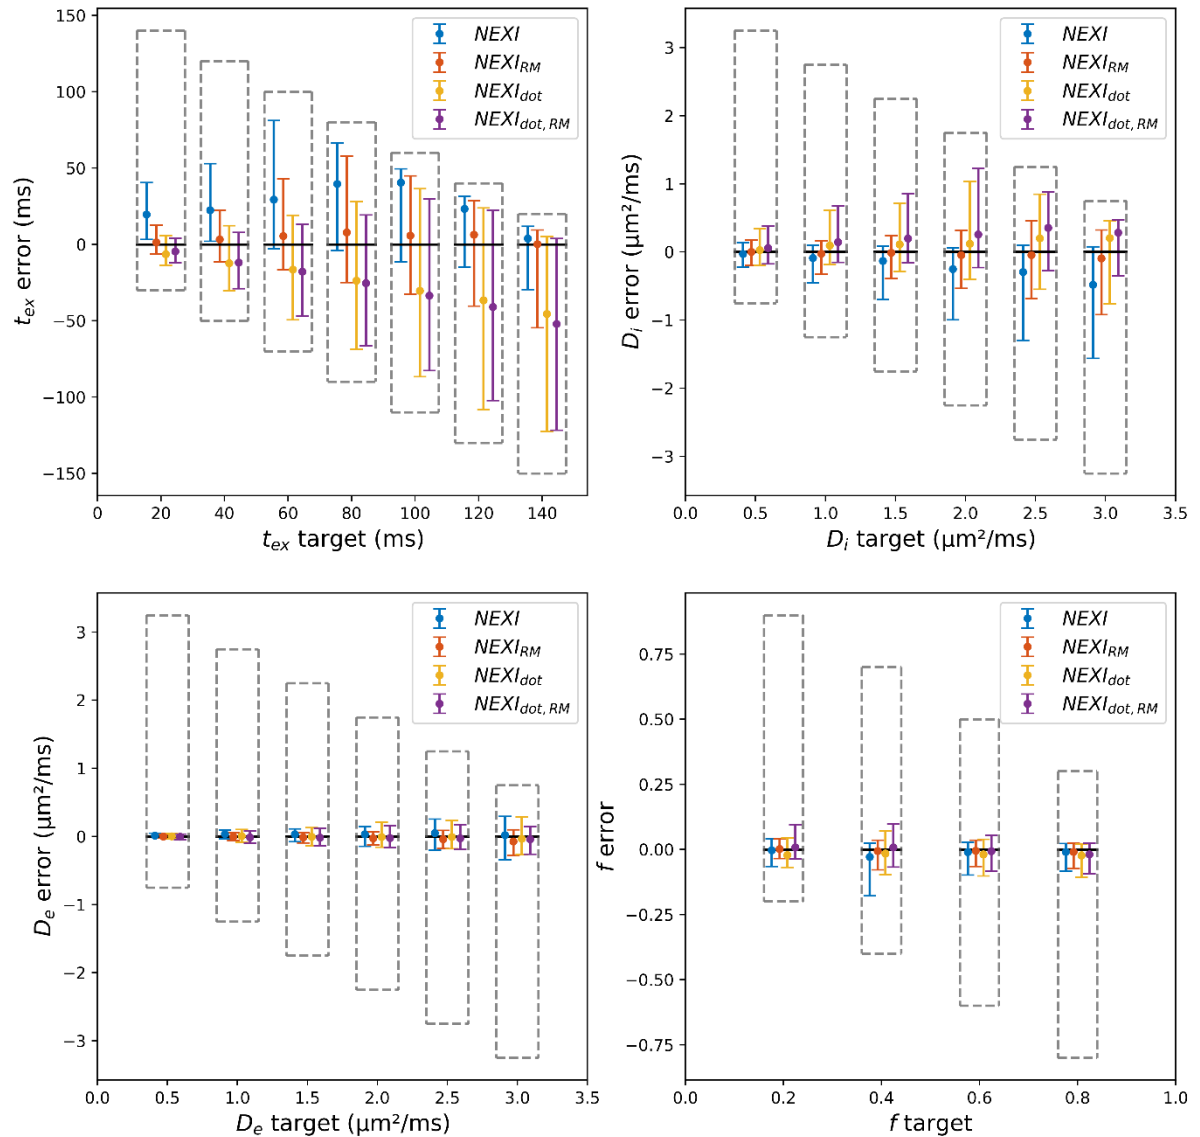 150
100
50
0
−50
−100
−150
t_ex error (ms)
0 20 40 60 80 100 120 140
t_ex target (ms)
NEXI
NEXI_RM
NEXI_dot
NEXI_dot, RM
3
2
1
0
−1
−2
−3
D_i error (μm²/ms)
0.0 0.5 1.0 1.5 2.0 2.5 3.0 3.5
D_i target (μm²/ms)
NEXI
NEXI_RM
NEXI_dot
NEXI_dot, RM
3
2
1
0
−1
−2
−3
D_e error (μm²/ms)
0.0 0.5 1.0 1.5 2.0 2.5 3.0 3.5
D_e target (μm²/ms)
NEXI
NEXI_RM
NEXI_dot
NEXI_dot, RM
0.75
0.50
0.25
0.00
−0.25
−0.50
−0.75
f error
0.0 0.2 0.4 0.6 0.8 1.0
f target
NEXI
NEXI_RM
NEXI_dot
NEXI_dot, RM